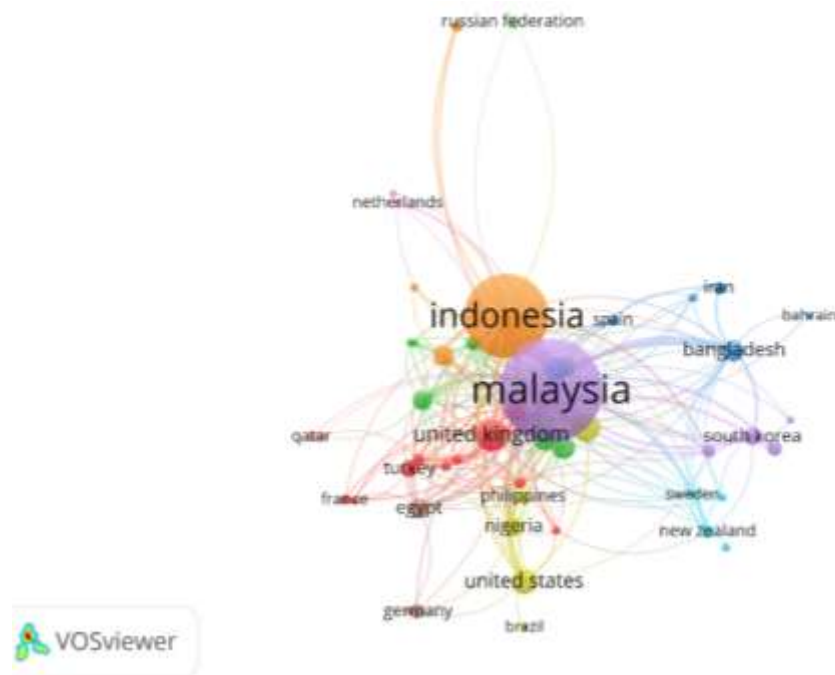 russian federation
netherlands
iran
indonesia
spain
bahrain
bangladesh
malaysia
qatar
united kingdom
south korea
turkey
france
egypt
philippines
sweden
nigeria
new zealand
united states
germany
brazil
VOSviewer